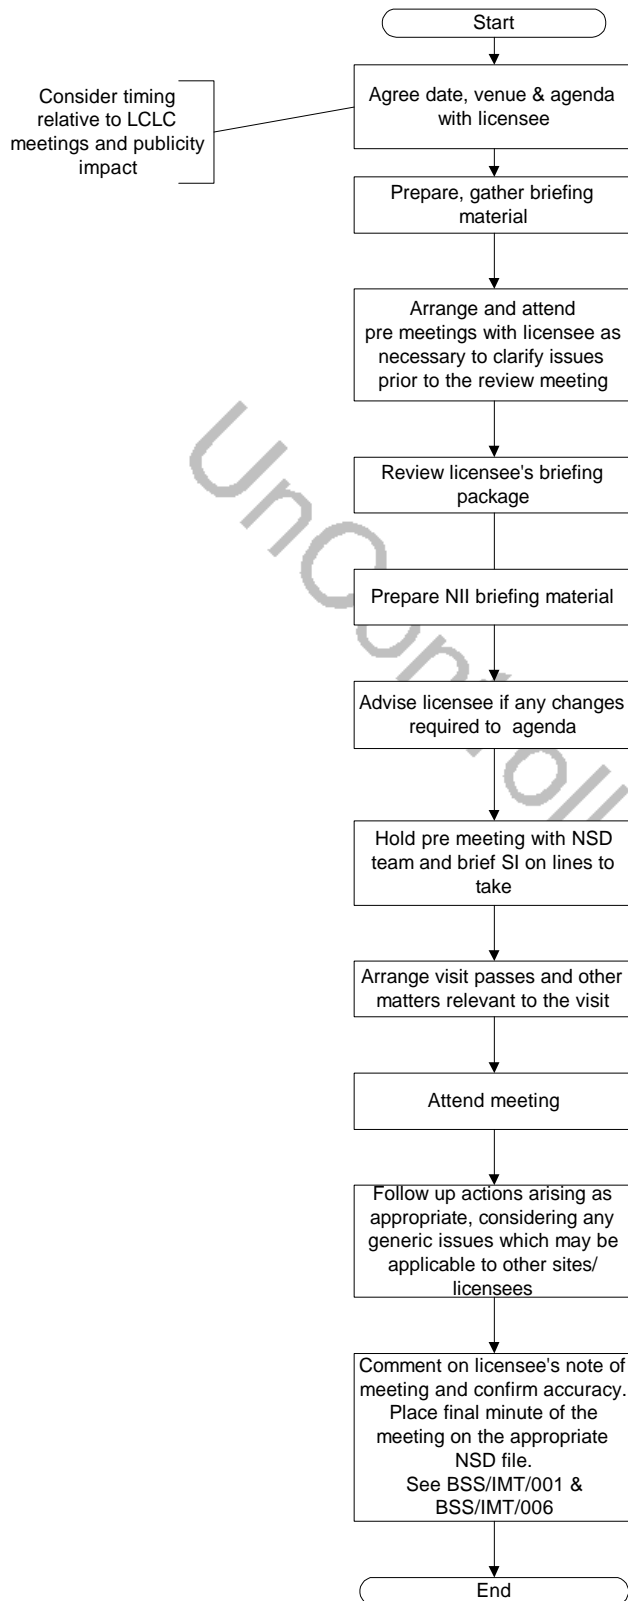 Start
Consider timing
relative to LCLC
meetings and publicity
impact
Agree date, venue & agenda
with licensee
Prepare, gather briefing
material
Arrange and attend
pre meetings with licensee as
necessary to clarify issues
prior to the review meeting
Review licensee's briefing
package
Prepare NII briefing material
Advise licensee if any changes
required to agenda
Hold pre meeting with NSD
team and brief SI on lines to
take
Arrange visit passes and other
matters relevant to the visit
Attend meeting
Follow up actions arising as
appropriate, considering any
generic issues which may be
applicable to other sites/
licensees
Comment on licensee's note of
meeting and confirm accuracy.
Place final minute of the
meeting on the appropriate
NSD file.
See BSS/IMT/001 &
BSS/IMT/006
End
UnControll